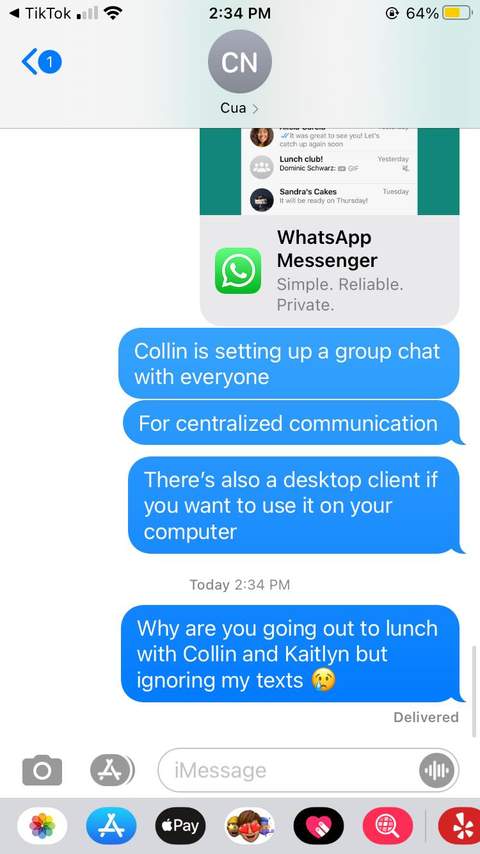 TikTok
2:34 PM
64%
1
CN
Cua
Yesterday
It was great to see you! Let's
catch up again soon
Lunch club!
Yesterday
Dominic Schwarz: GIF
Sandra's Cakes
Tuesday
It will be ready on Thursday!
WhatsApp
Messenger
Simple. Reliable.
Private.
Collin is setting up a group chat
with everyone
For centralized communication
There’s also a desktop client if
you want to use it on your
computer
Today 2:34 PM
Why are you going out to lunch
with Collin and Kaitlyn but
ignoring my texts 😢
Delivered
iMessage
Pay